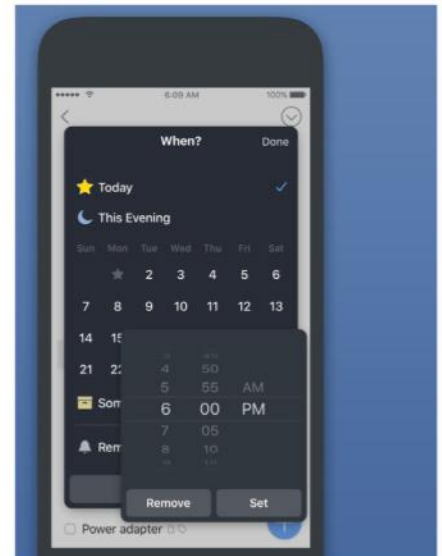 6:09 AM 100%
When? Done
Today
This Evening
Sun Mon Tue Wed Thu Fri Sat
2 3 4 5 6
7 8 9 10 11 12 13
14
21
4 50
5 55 AM
6 00 PM
7 05
8 10
Som
Rem
Remove Set
Power adapter